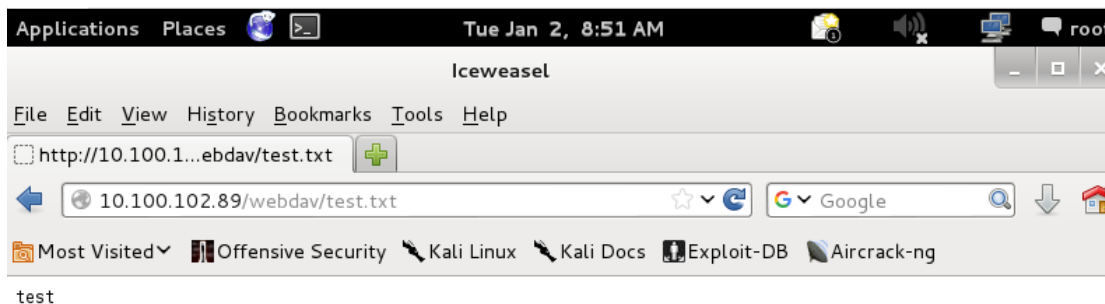 Applications Places Tue Jan 2, 8:51 AM root
Iceweasel
File Edit View History Bookmarks Tools Help
http://10.100.1...ebdav/test.txt
10.100.102.89/webdav/test.txt Google
Most Visited Offensive Security Kali Linux Kali Docs Exploit-DB Aircrack-ng
test